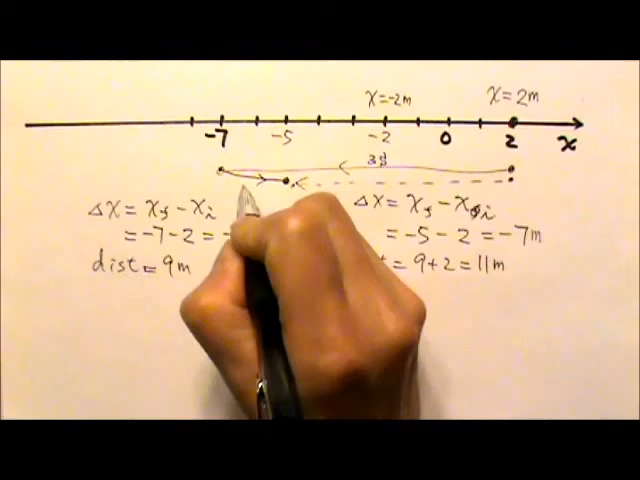 x=-2m x=2m
-7 -5 -2 0 2 x
Δx= xf - xi Δx= xf - xi
=-7-2= = -5 - 2 = -7m
dist = 9m = 9+2 = 11m